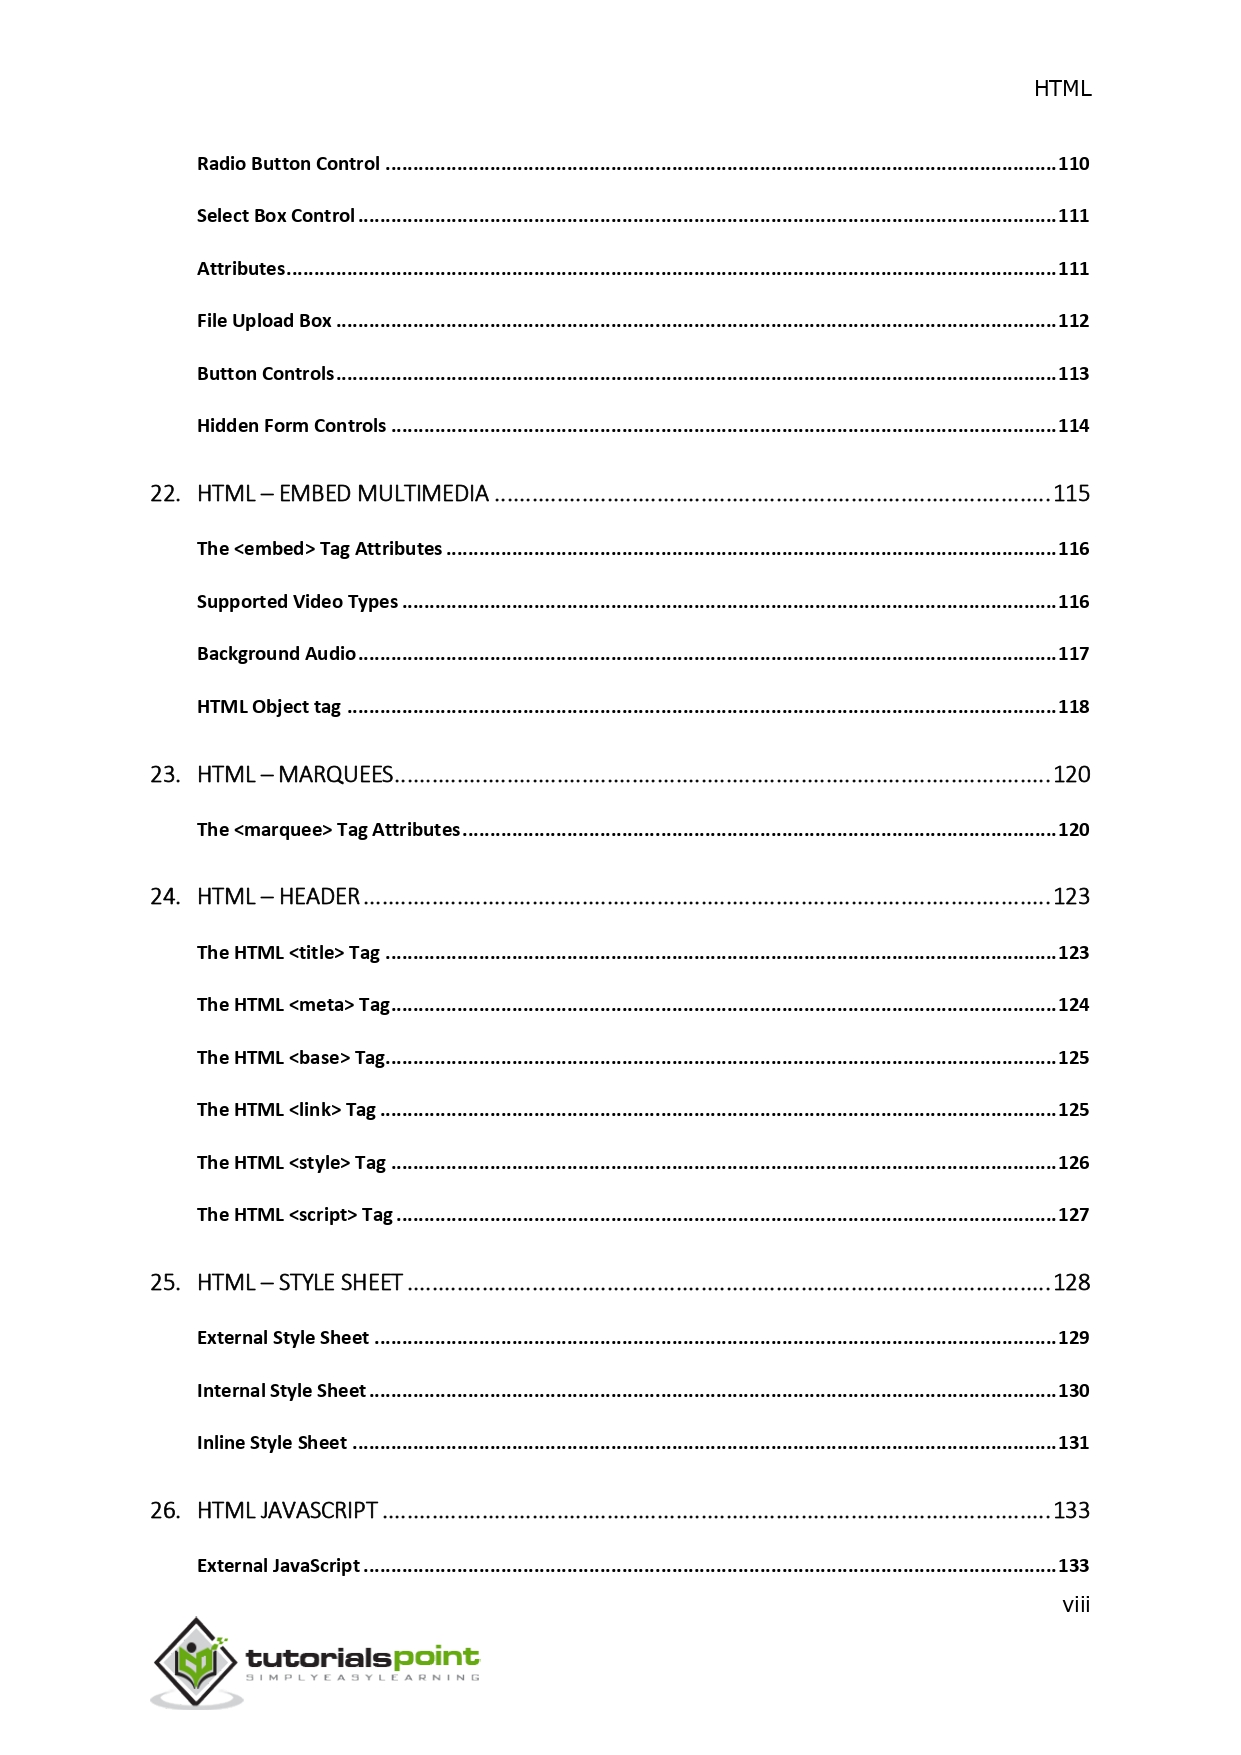 HTML
Radio Button Control ........................................................................................................................110
Select Box Control ............................................................................................................................111
Attributes..........................................................................................................................................111
File Upload Box .................................................................................................................................112
Button Controls.................................................................................................................................113
Hidden Form Controls .......................................................................................................................114
22. HTML – EMBED MULTIMEDIA .........................................................................................115
The <embed> Tag Attributes .............................................................................................................116
Supported Video Types .....................................................................................................................116
Background Audio.............................................................................................................................117
HTML Object tag ...............................................................................................................................118
23. HTML – MARQUEES.........................................................................................................120
The <marquee> Tag Attributes..........................................................................................................120
24. HTML – HEADER..............................................................................................................123
The HTML <title> Tag ........................................................................................................................123
The HTML <meta> Tag.......................................................................................................................124
The HTML <base> Tag........................................................................................................................125
The HTML <link> Tag .........................................................................................................................125
The HTML <style> Tag .......................................................................................................................126
The HTML <script> Tag ......................................................................................................................127
25. HTML – STYLE SHEET .......................................................................................................128
External Style Sheet ..........................................................................................................................129
Internal Style Sheet ...........................................................................................................................130
Inline Style Sheet ..............................................................................................................................131
26. HTML JAVASCRIPT ...........................................................................................................133
External JavaScript ............................................................................................................................133
viii
tutorialspoint
SIMPLYEASYLEARNING